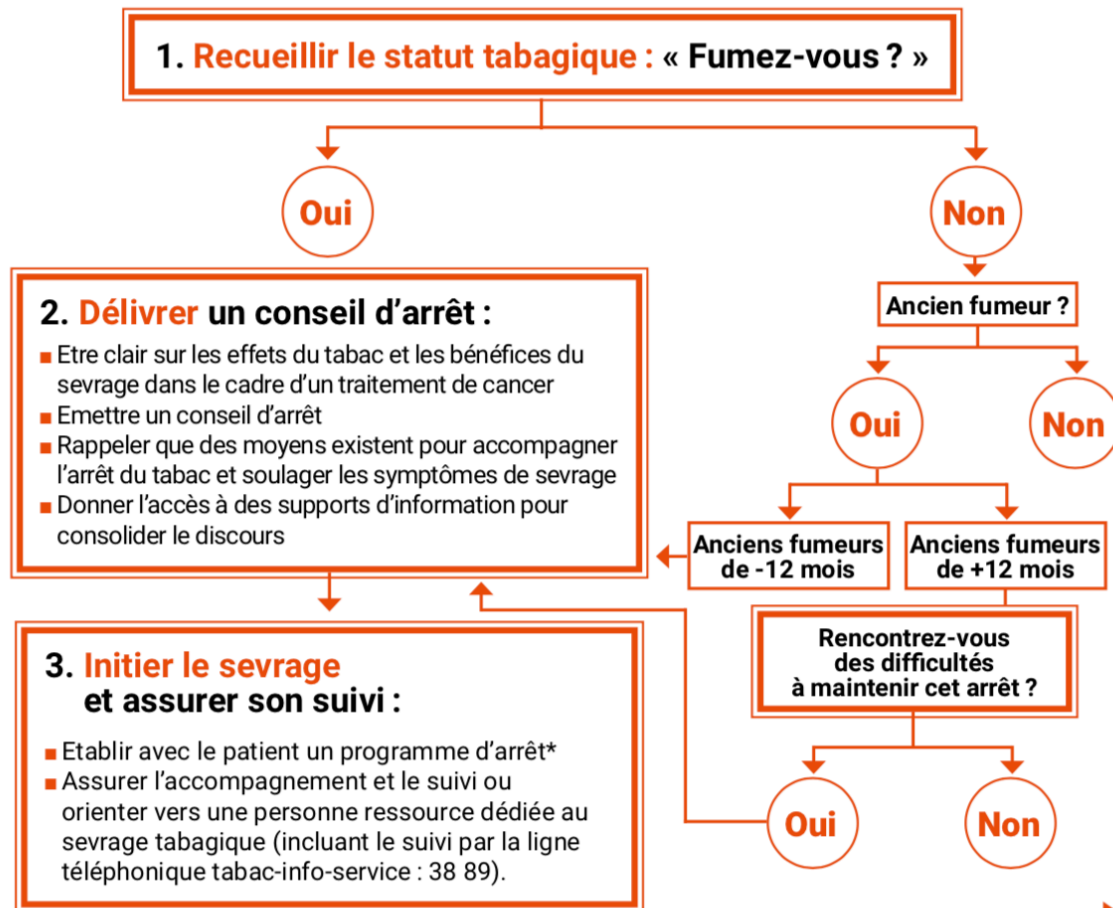 1. Recueillir le statut tabagique : « Fumez-vous ? »
Oui
Non
2. Délivrer un conseil d'arrêt :
■ Etre clair sur les effets du tabac et les bénéfices du
sevrage dans le cadre d'un traitement de cancer
■ Emettre un conseil d'arrêt
■ Rappeler que des moyens existent pour accompagner
l'arrêt du tabac et soulager les symptômes de sevrage
■ Donner l'accès à des supports d'information pour
consolider le discours
Ancien fumeur ?
Oui
Non
Anciens fumeurs
de -12 mois
Anciens fumeurs
de +12 mois
Rencontrez-vous
des difficultés
à maintenir cet arrêt ?
Oui
Non
3. Initier le sevrage
et assurer son suivi :
■ Etablir avec le patient un programme d'arrêt*
■ Assurer l'accompagnement et le suivi ou
orienter vers une personne ressource dédiée au
sevrage tabagique (incluant le suivi par la ligne
téléphonique tabac-info-service : 38 89).